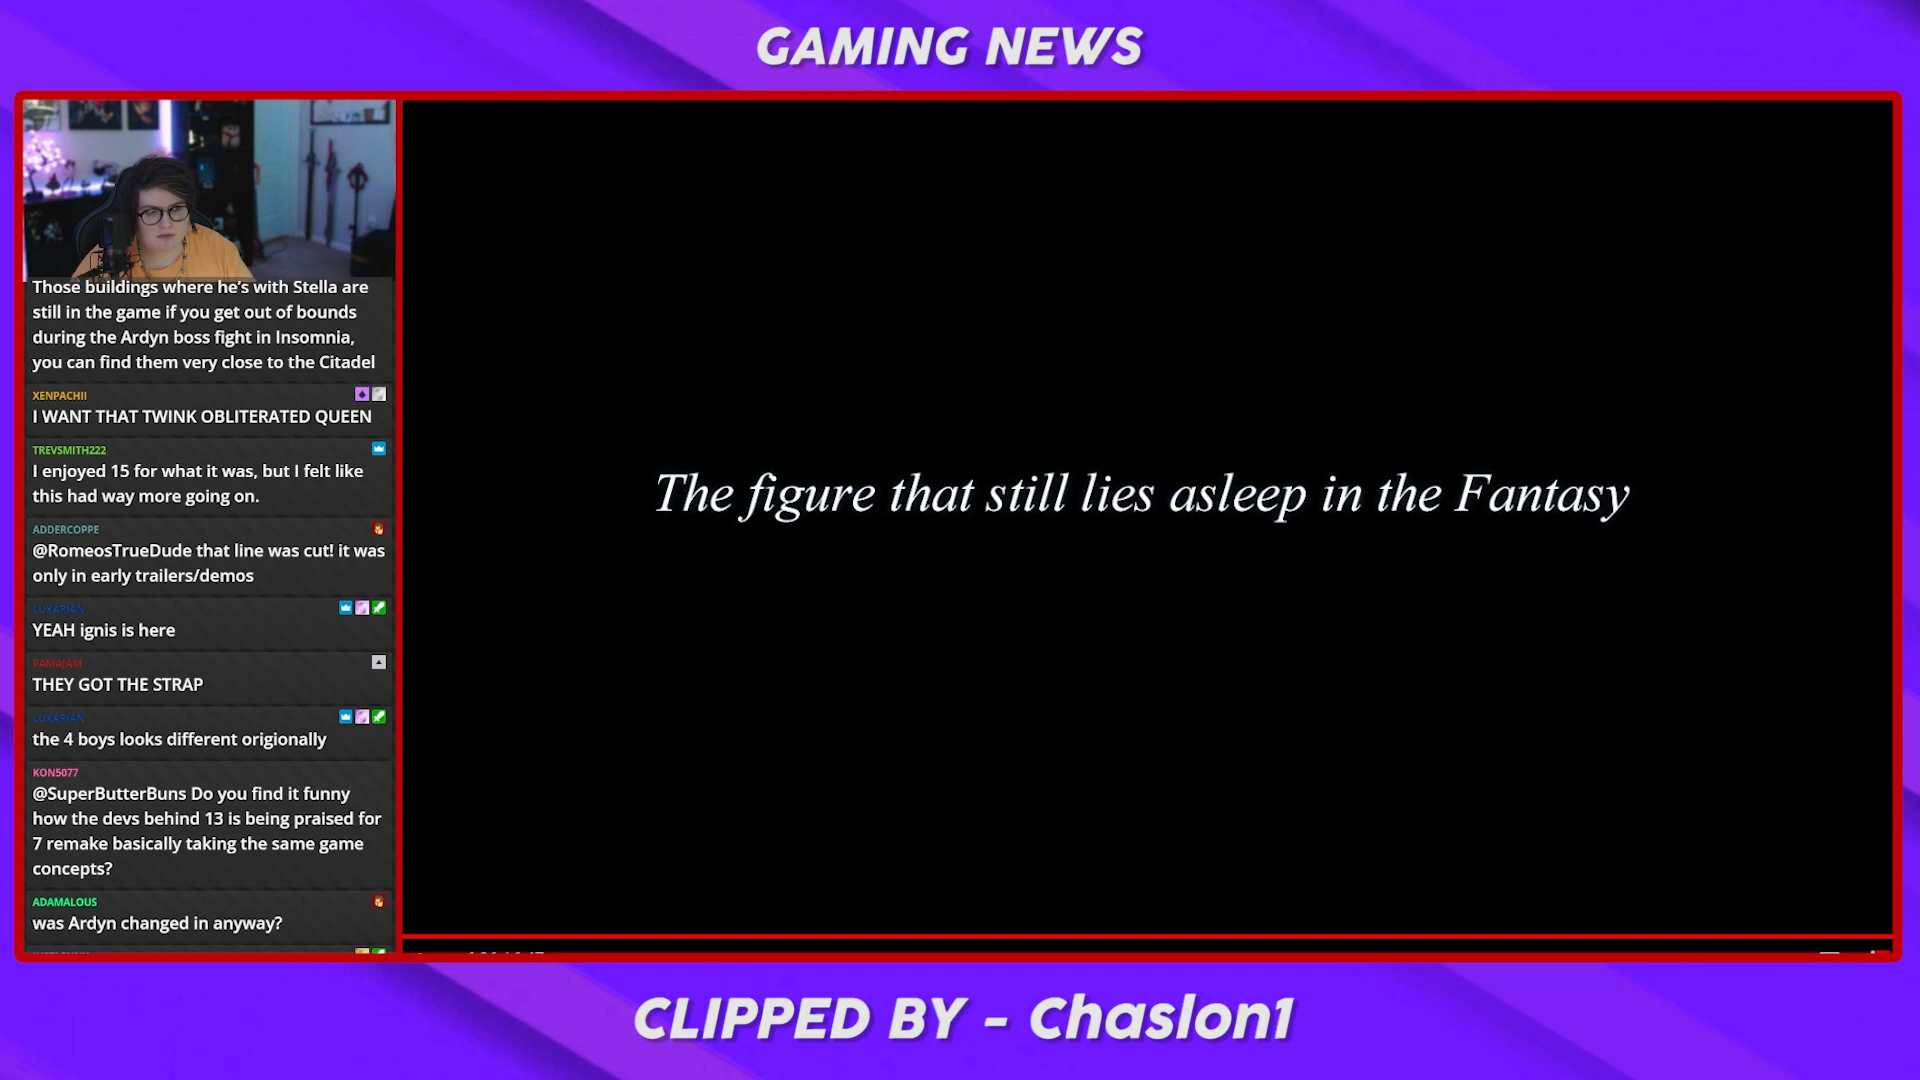 GAMING NEWS
Those buildings where he's with Stella are
still in the game if you get out of bounds
during the Ardyn boss fight in Insomnia,
you can find them very close to the Citadel
XENPACHII
I WANT THAT TWINK OBLITERATED QUEEN
TREVSMITH222
I enjoyed 15 for what it was, but I felt like
this had way more going on.
ADDERCOPPE
@RomeosTrueDude that line was cut! it was
only in early trailers/demos
LUXARIAN
YEAH ignis is here
PAMAJAM
THEY GOT THE STRAP
LUXARIAN
the 4 boys looks different origionally
KON5077
@SuperButterBuns Do you find it funny
how the devs behind 13 is being praised for
7 remake basically taking the same game
concepts?
ADAMALOUS
was Ardyn changed in anyway?
The figure that still lies asleep in the Fantasy
CLIPPED BY - Chaslon1